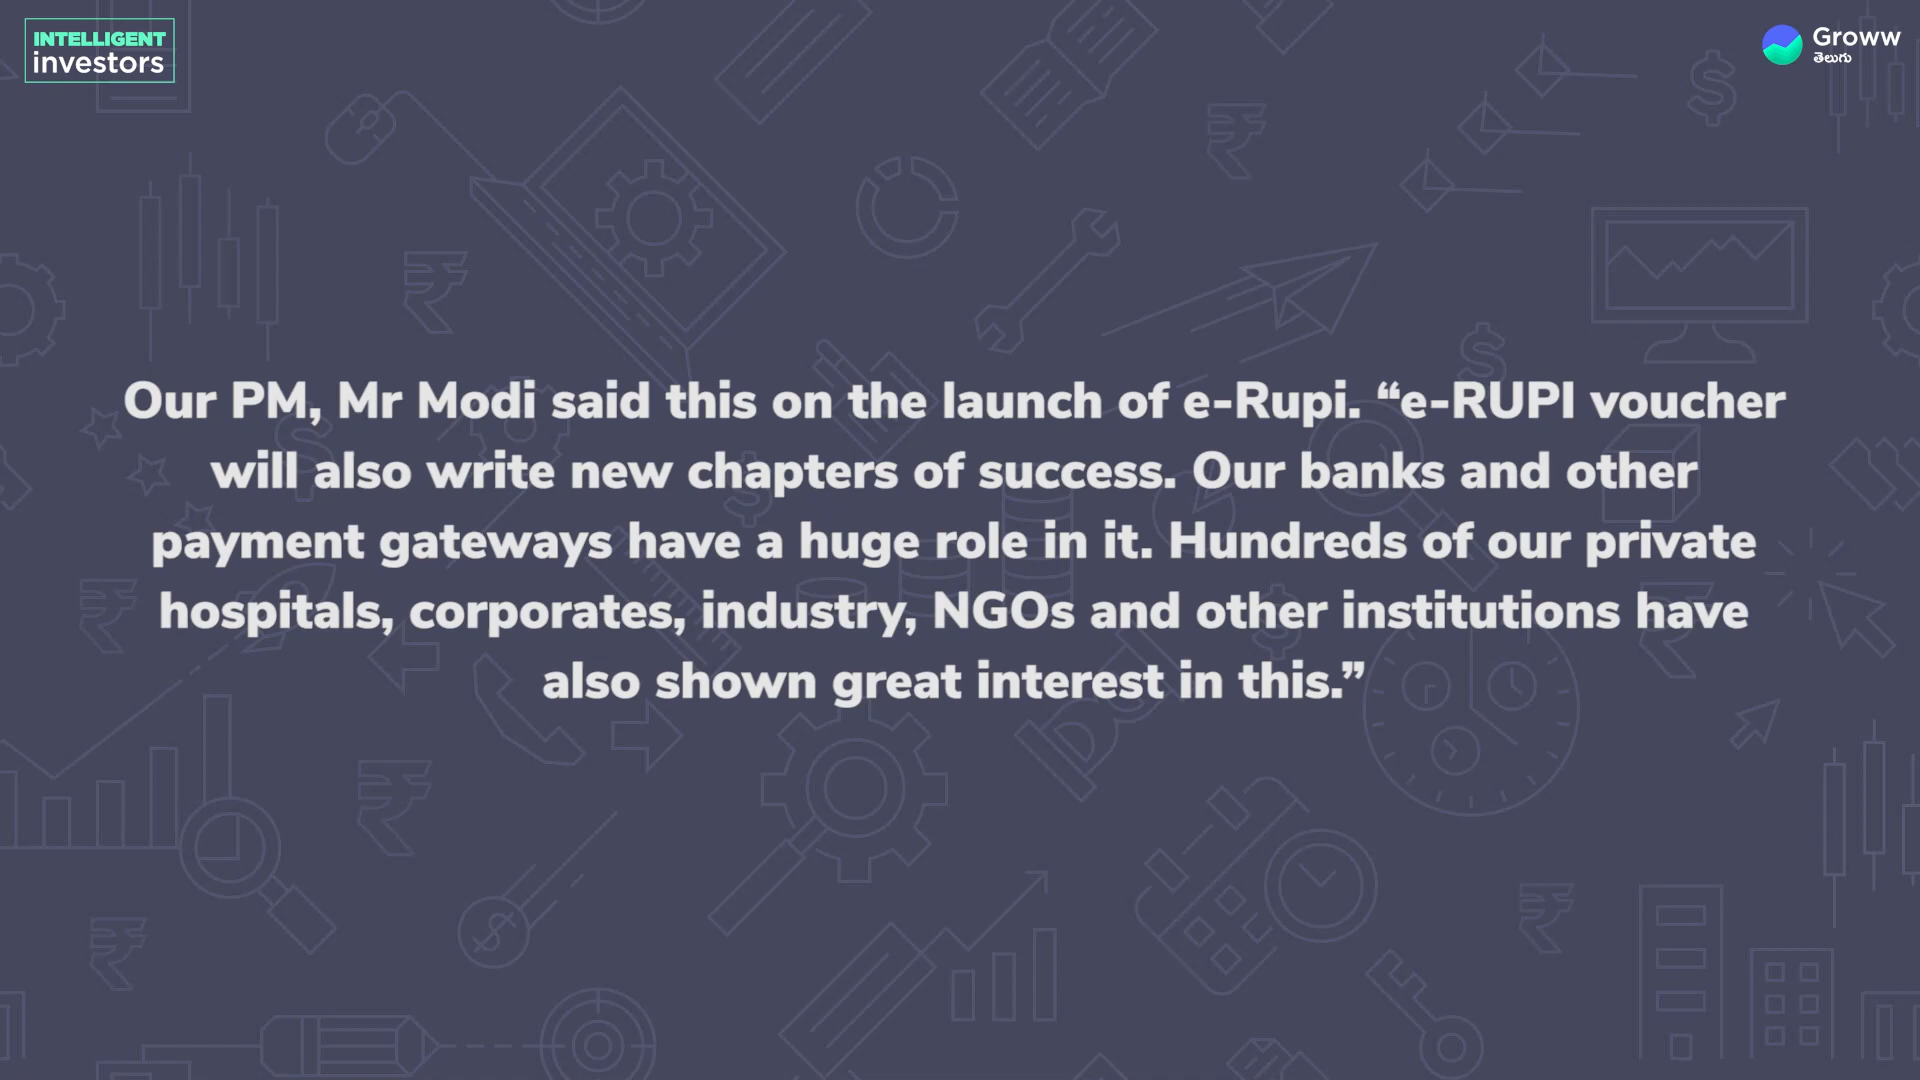 INTELLIGENT
investors
Groww
తెలుగు
Our PM, Mr Modi said this on the launch of e-Rupi. “e-RUPI voucher
will also write new chapters of success. Our banks and other
payment gateways have a huge role in it. Hundreds of our private
hospitals, corporates, industry, NGOs and other institutions have
also shown great interest in this.”